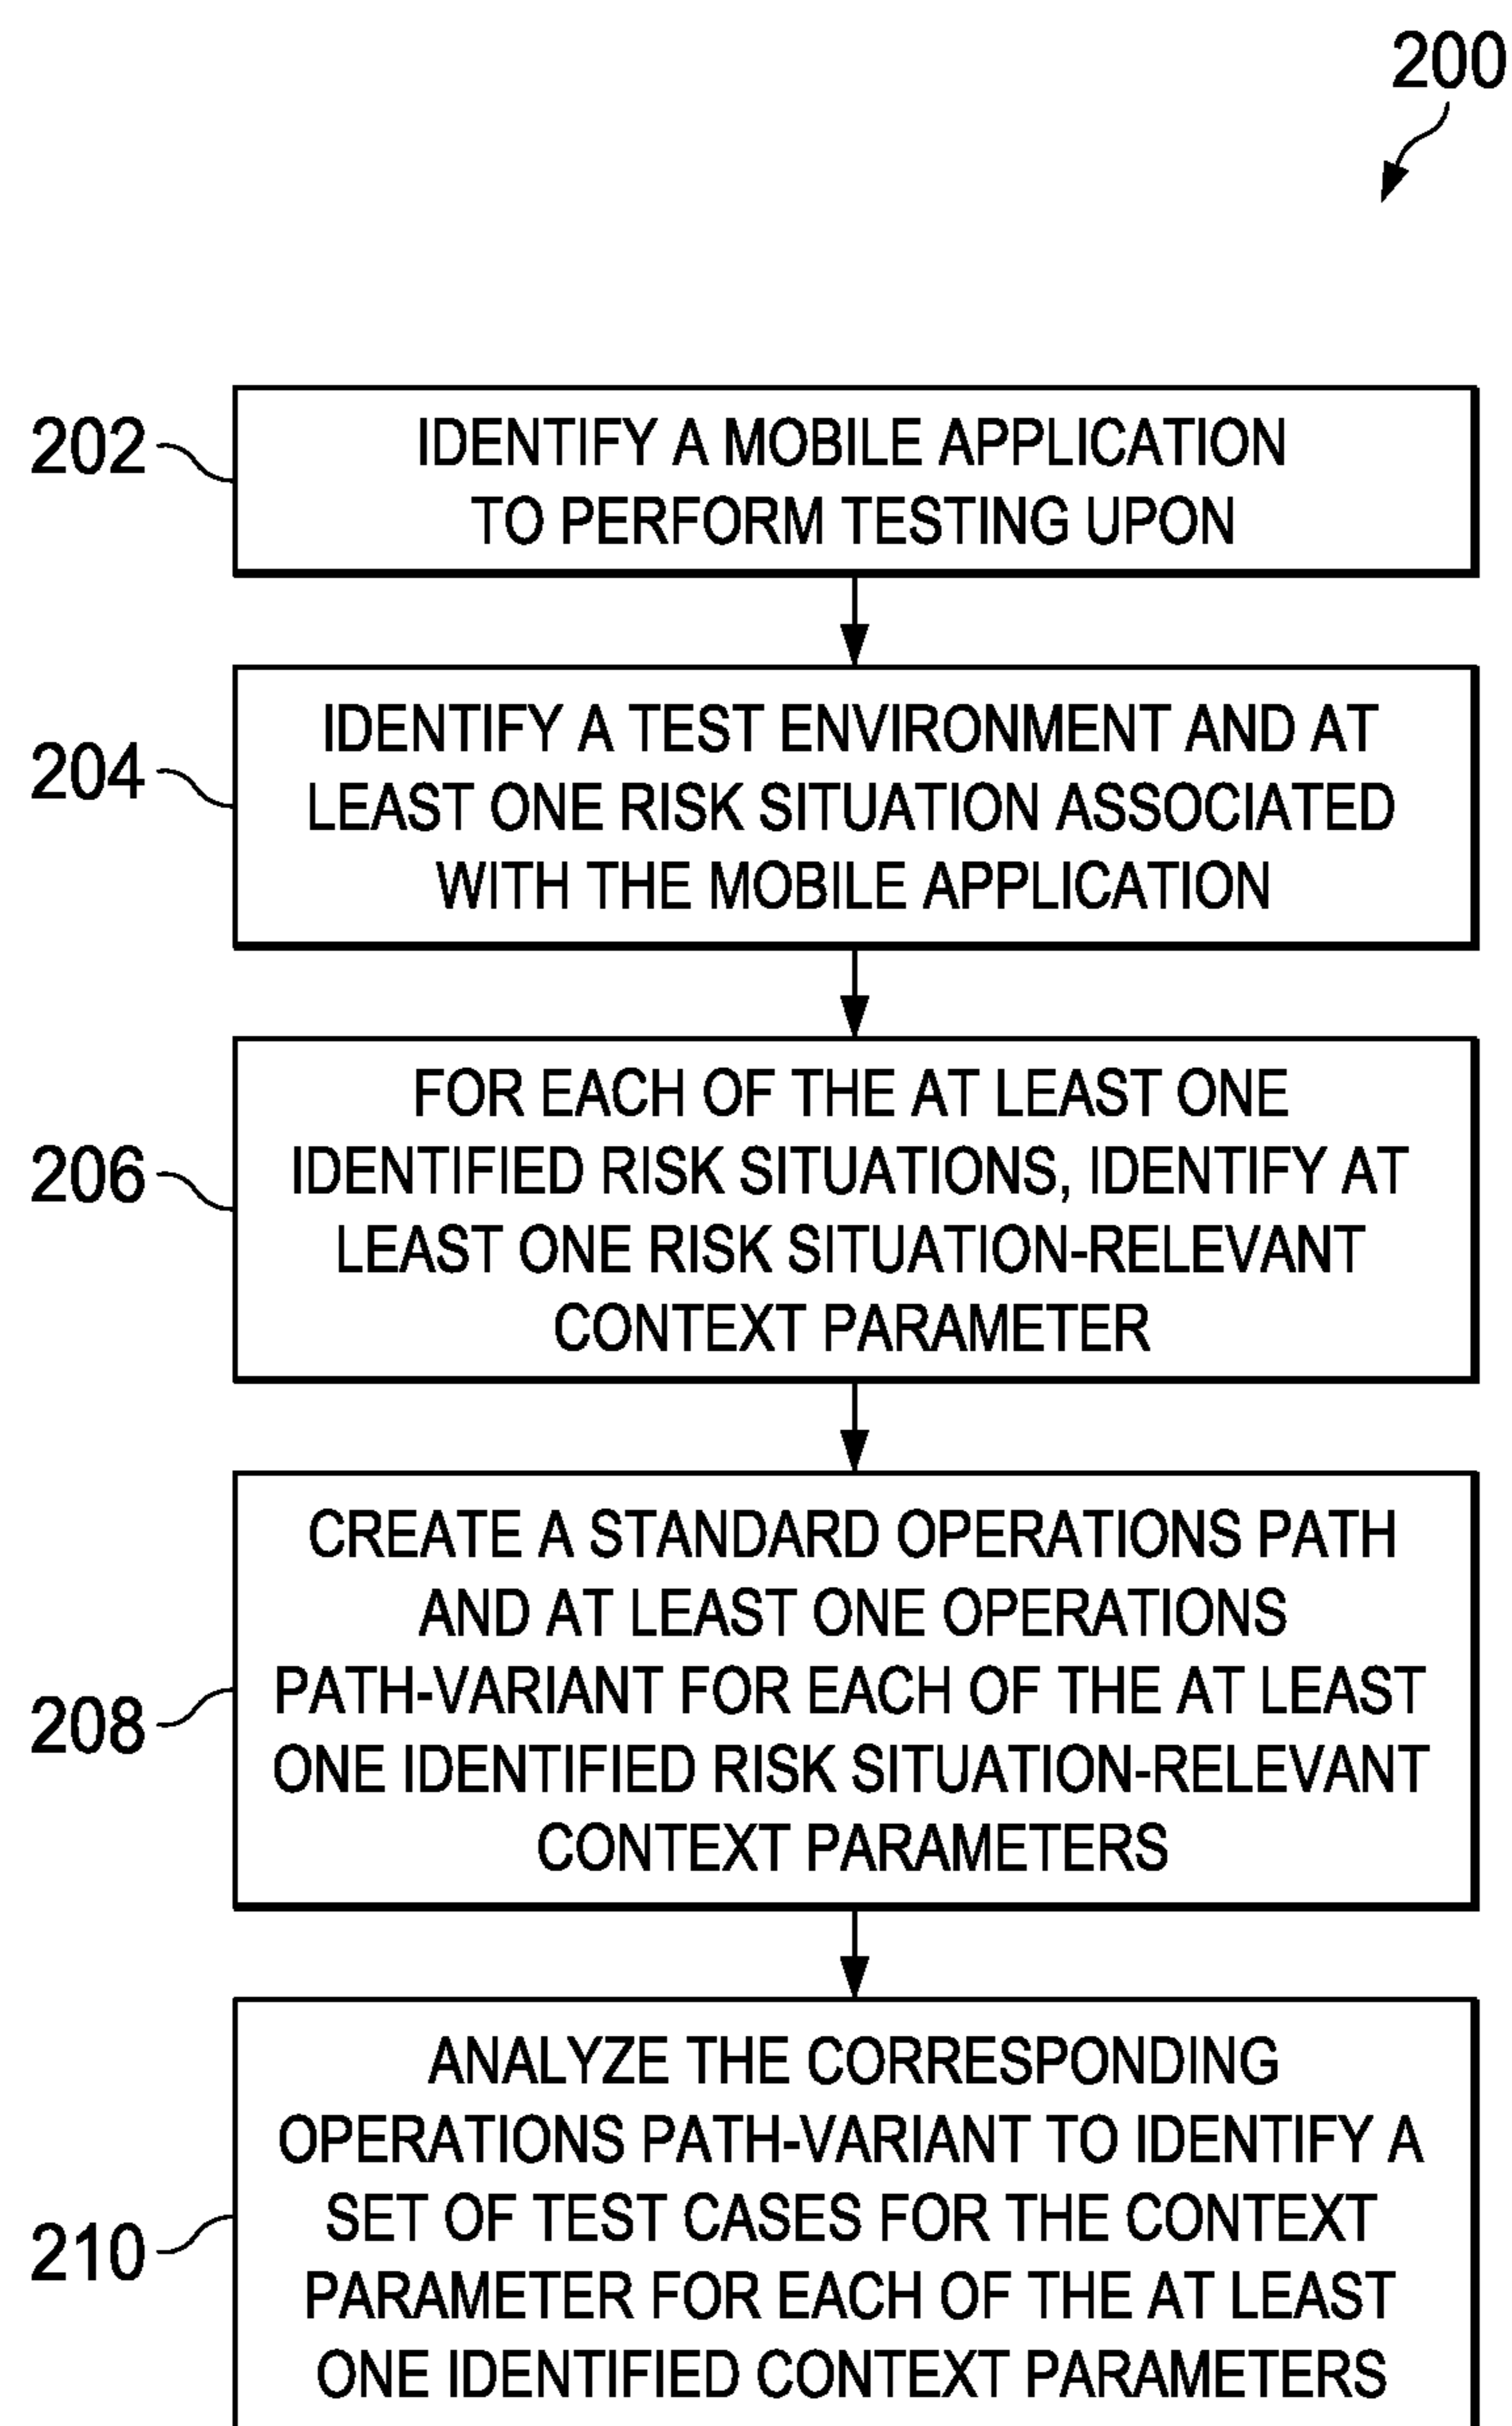 200
202
IDENTIFY A MOBILE APPLICATION
TO PERFORM TESTING UPON
204
IDENTIFY A TEST ENVIRONMENT AND AT
LEAST ONE RISK SITUATION ASSOCIATED
WITH THE MOBILE APPLICATION
206
FOR EACH OF THE AT LEAST ONE
IDENTIFIED RISK SITUATIONS, IDENTIFY AT
LEAST ONE RISK SITUATION-RELEVANT
CONTEXT PARAMETER
208
CREATE A STANDARD OPERATIONS PATH
AND AT LEAST ONE OPERATIONS
PATH-VARIANT FOR EACH OF THE AT LEAST
ONE IDENTIFIED RISK SITUATION-RELEVANT
CONTEXT PARAMETERS
210
ANALYZE THE CORRESPONDING
OPERATIONS PATH-VARIANT TO IDENTIFY A
SET OF TEST CASES FOR THE CONTEXT
PARAMETER FOR EACH OF THE AT LEAST
ONE IDENTIFIED CONTEXT PARAMETERS